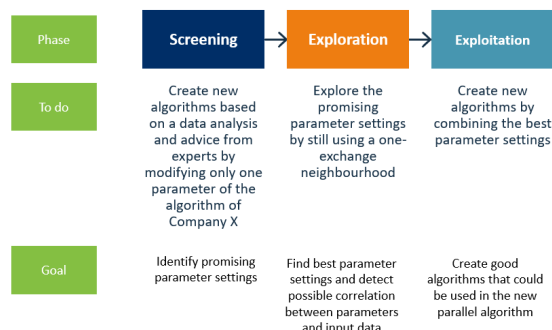 Phase
Screening
Exploration
Exploitation
To do
Create new
algorithms based
on a data analysis
and advice from
experts by
modifying only one
parameter of the
algorithm of
Company X
Explore the
promising
parameter settings
by still using a one-
exchange
neighbourhood
Create new
algorithms by
combining the best
parameter settings
Goal
Identify promising
parameter settings
Find best parameter
settings and detect
possible correlation
between parameters
and input data
Create good
algorithms that could
be used in the new
parallel algorithm